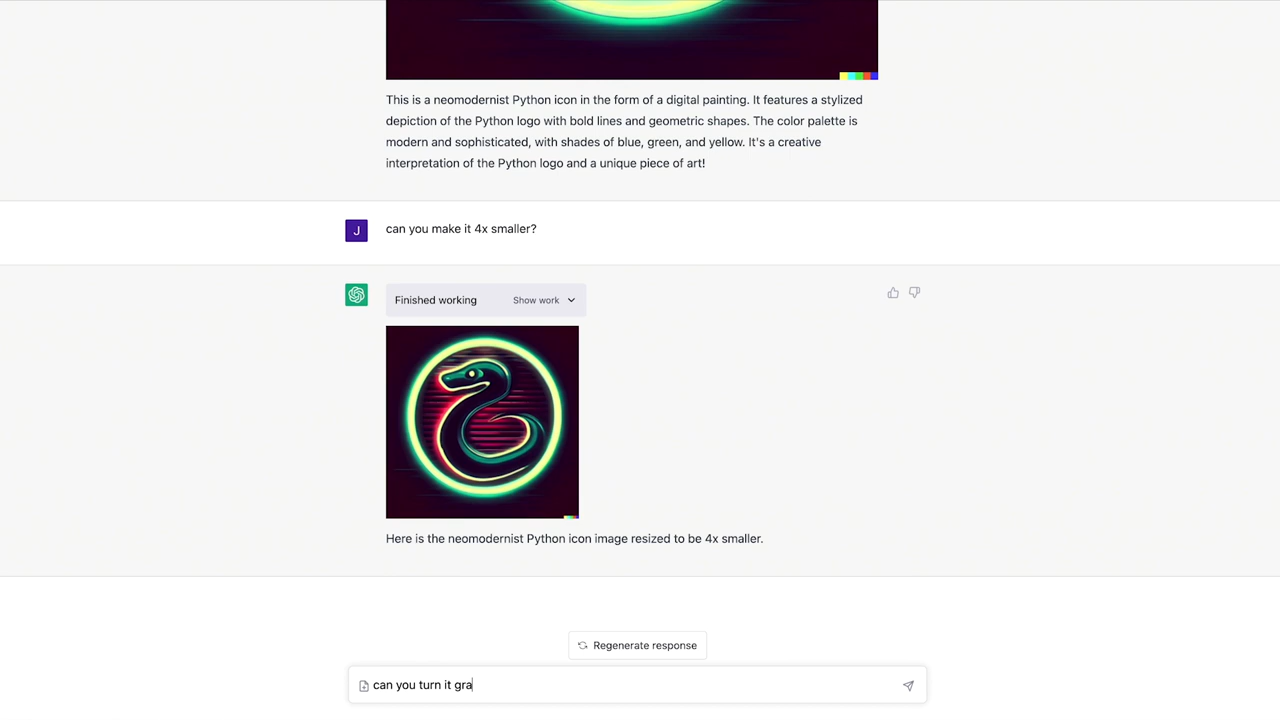 This is a neomodernist Python icon in the form of a digital painting. It features a stylized
depiction of the Python logo with bold lines and geometric shapes. The color palette is
modern and sophisticated, with shades of blue, green, and yellow. It's a creative
interpretation of the Python logo and a unique piece of art!
J
can you make it 4x smaller?
Finished working
Show work
Here is the neomodernist Python icon image resized to be 4x smaller.
Regenerate response
can you turn it gra